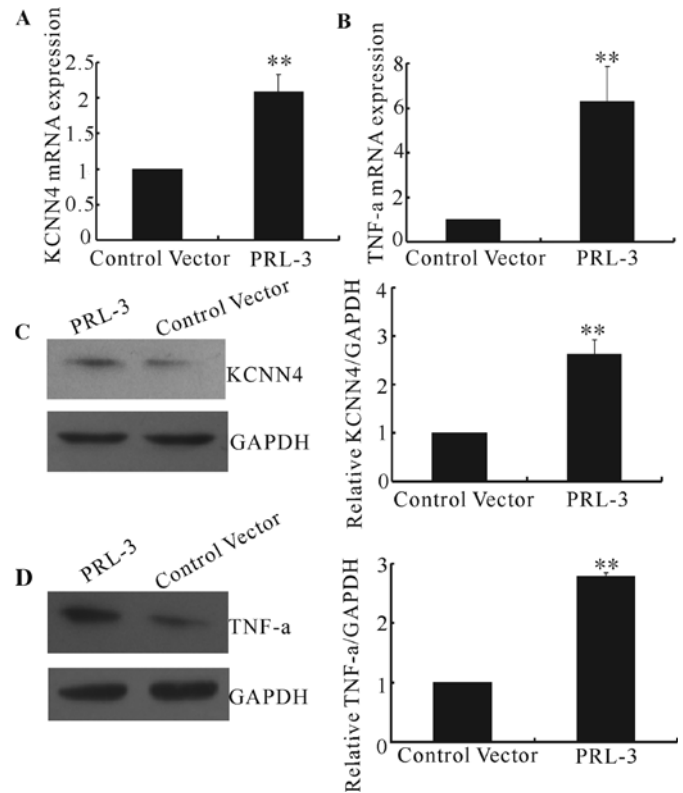 A
KCNN4 mRNA expression
2.5
2
1.5
1
0.5
0
**
Control Vector
PRL-3
B
TNF-a mRNA expression
8
6
4
2
0
**
Control Vector
PRL-3
C
PRL-3
Control Vector
KCNN4
GAPDH
Relative KCNN4/GAPDH
4
3
2
1
0
**
Control Vector
PRL-3
D
PRL-3
Control Vector
TNF-a
GAPDH
Relative TNF-a/GAPDH
3
2
1
0
**
Control Vector
PRL-3